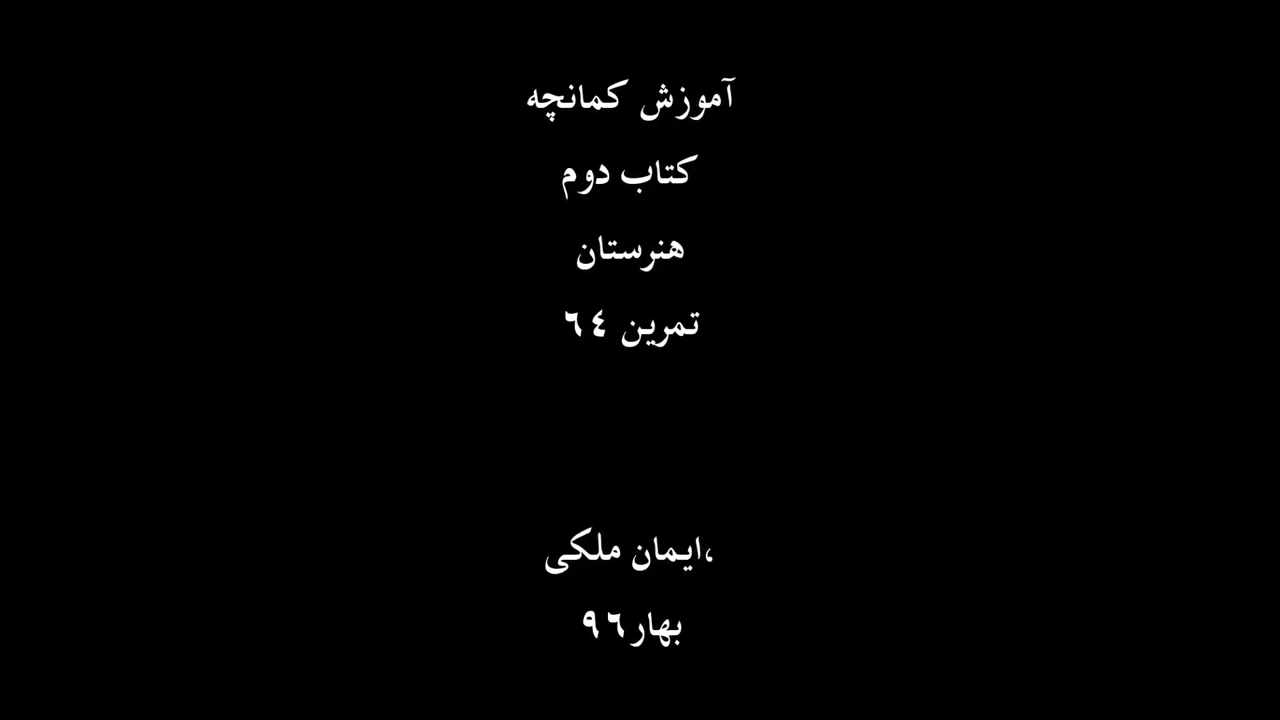 آموزش کمانچه
کتاب دوم
هنرستان
تمرین ٦٤
،ایمان ملکی
بهار٩٦